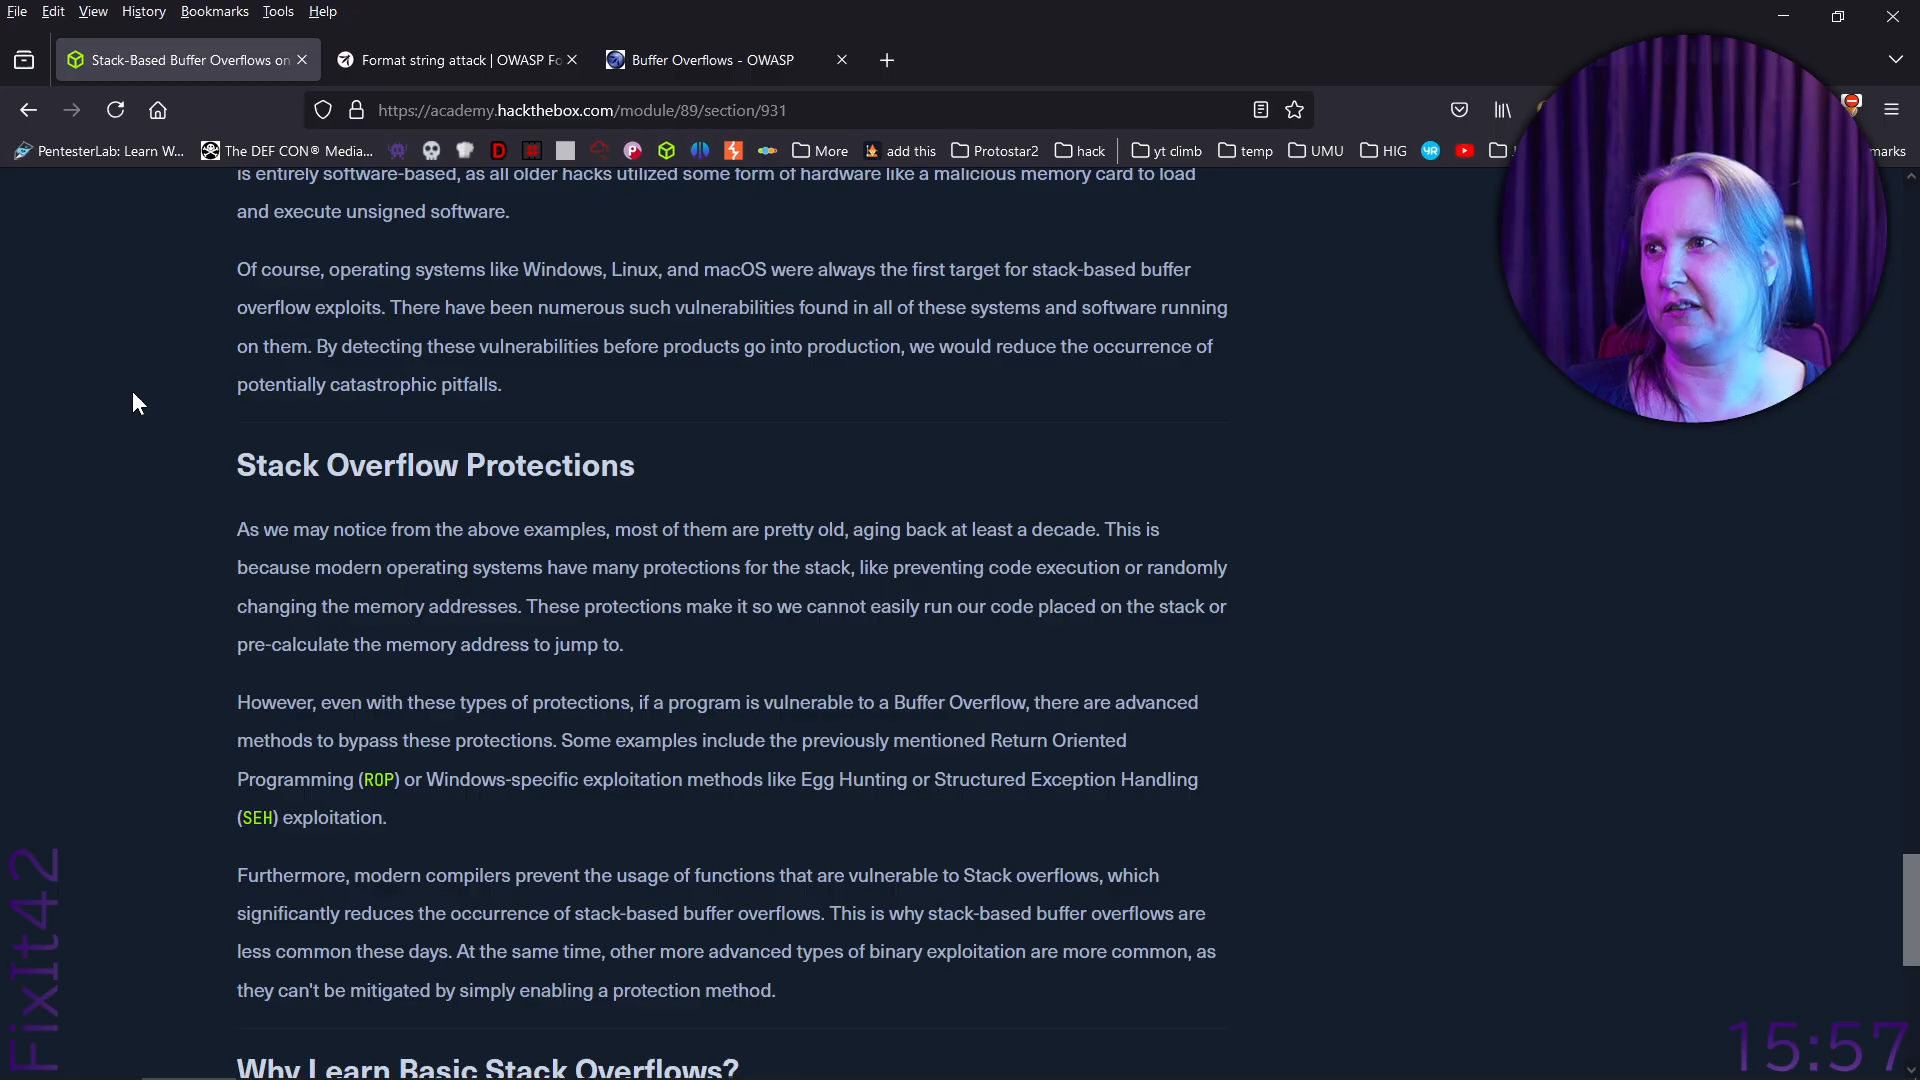 File Edit View History Bookmarks Tools Help
Stack-Based Buffer Overflows on
Format string attack | OWASP Fo
Buffer Overflows - OWASP
https://academy.hackthebox.com/module/89/section/931
PentesterLab: Learn W... The DEF CON® Media... More add this Protostar2 hack yt climb temp UMU HIG marks
is entirely software-based, as all older hacks utilized some form of hardware like a malicious memory card to load
and execute unsigned software.
Of course, operating systems like Windows, Linux, and macOS were always the first target for stack-based buffer
overflow exploits. There have been numerous such vulnerabilities found in all of these systems and software running
on them. By detecting these vulnerabilities before products go into production, we would reduce the occurrence of
potentially catastrophic pitfalls.
Stack Overflow Protections
As we may notice from the above examples, most of them are pretty old, aging back at least a decade. This is
because modern operating systems have many protections for the stack, like preventing code execution or randomly
changing the memory addresses. These protections make it so we cannot easily run our code placed on the stack or
pre-calculate the memory address to jump to.
However, even with these types of protections, if a program is vulnerable to a Buffer Overflow, there are advanced
methods to bypass these protections. Some examples include the previously mentioned Return Oriented
Programming (ROP) or Windows-specific exploitation methods like Egg Hunting or Structured Exception Handling
(SEH) exploitation.
Furthermore, modern compilers prevent the usage of functions that are vulnerable to Stack overflows, which
significantly reduces the occurrence of stack-based buffer overflows. This is why stack-based buffer overflows are
less common these days. At the same time, other more advanced types of binary exploitation are more common, as
they can't be mitigated by simply enabling a protection method.
Why Learn Basic Stack Overflows?
FixIt42
15:57